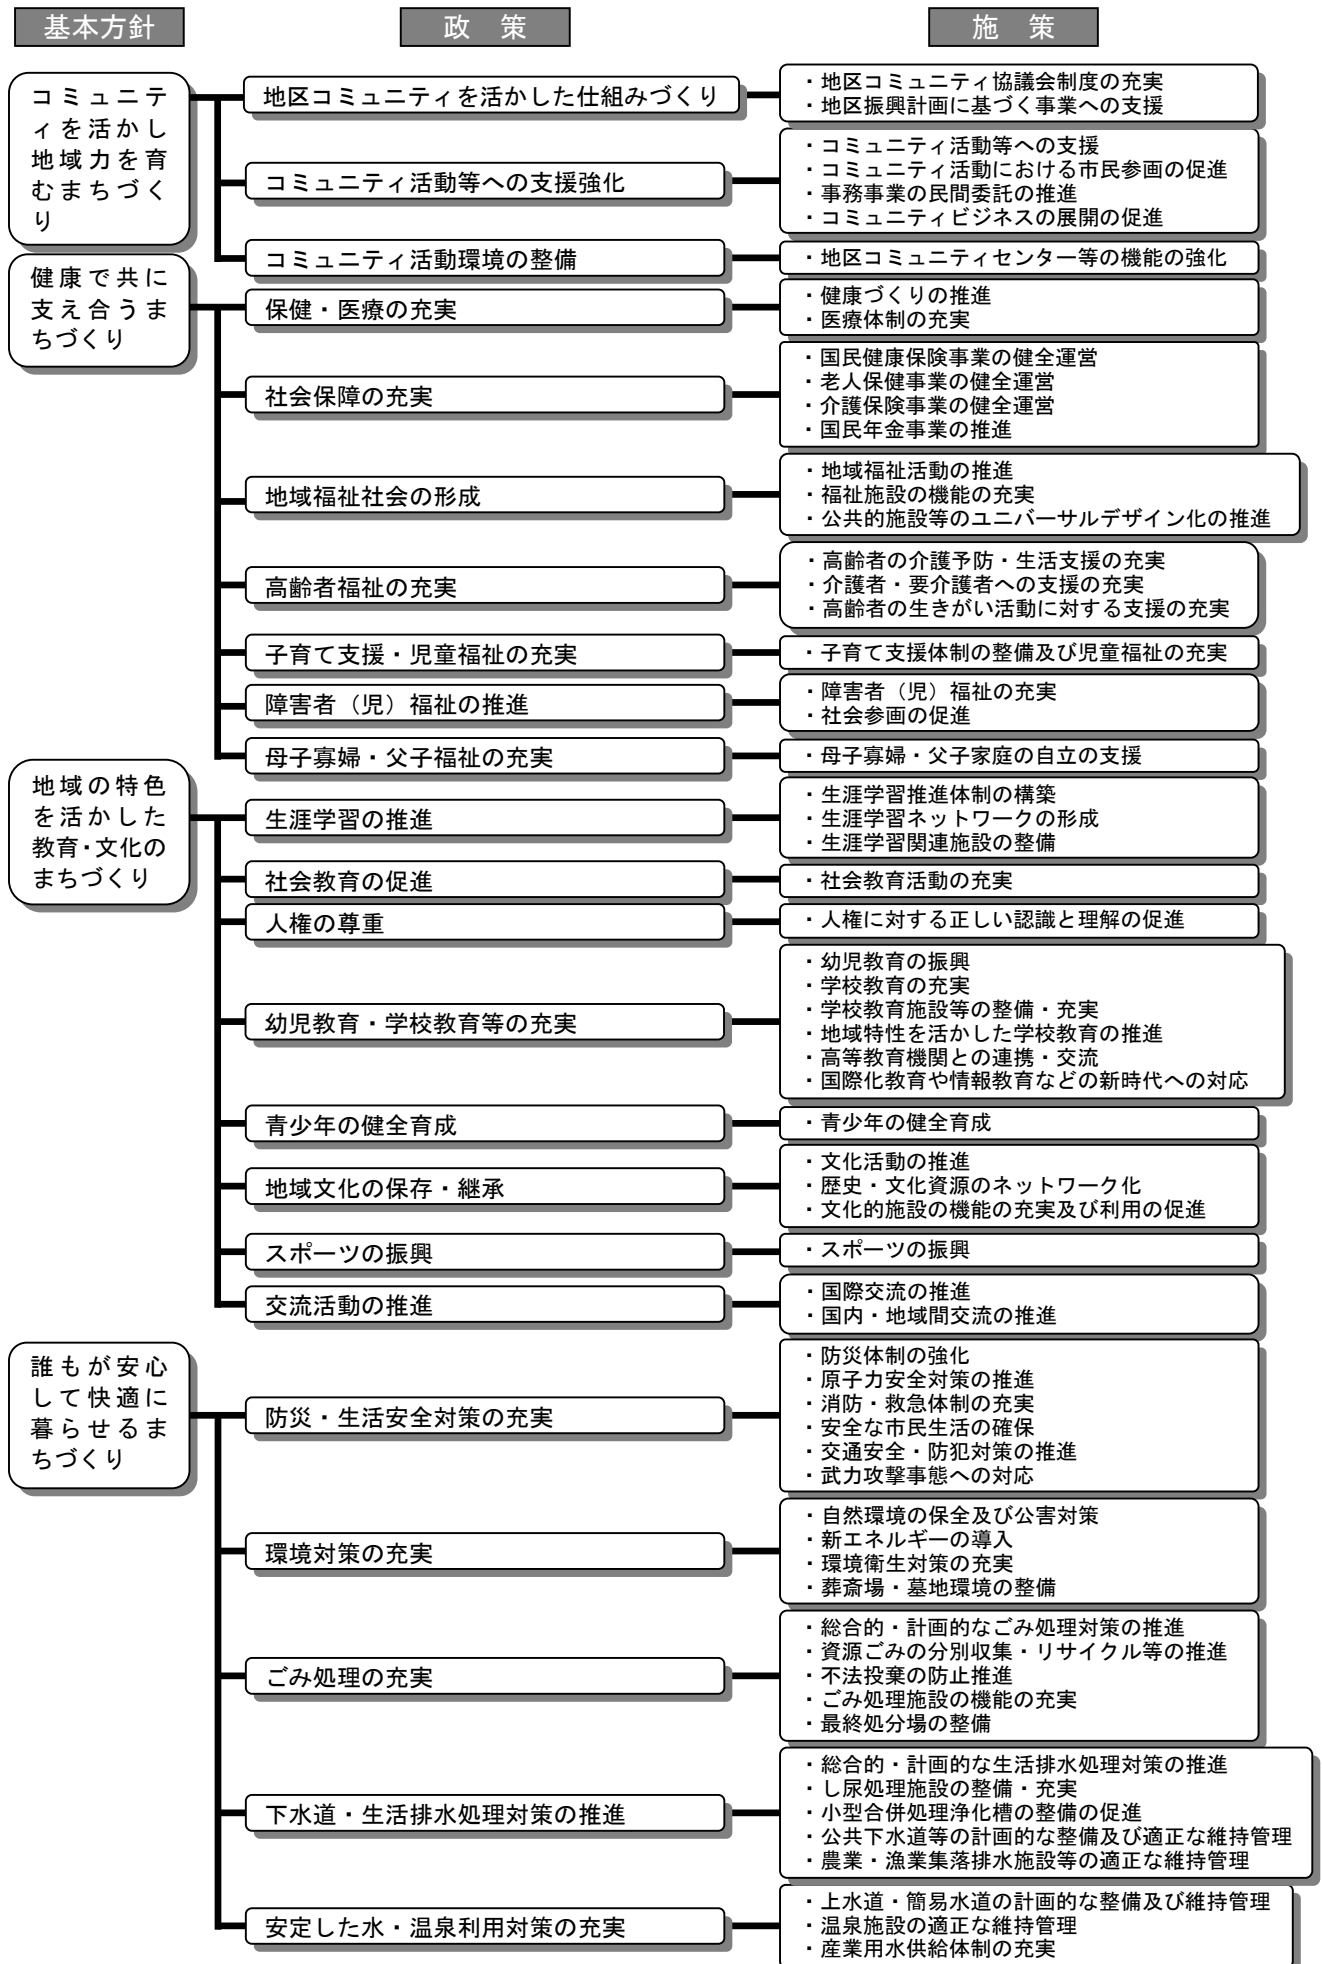 基本方針
政　策
施　策
コミュニテ
ィを活かし
地域力を育
むまちづく
り
地区コミュニティを活かした仕組みづくり
・地区コミュニティ協議会制度の充実
・地区振興計画に基づく事業への支援
コミュニティ活動等への支援強化
・コミュニティ活動等への支援
・コミュニティ活動における市民参画の促進
・事務事業の民間委託の推進
・コミュニティビジネスの展開の促進
コミュニティ活動環境の整備
・地区コミュニティセンター等の機能の強化
健康で共に
支え合うま
ちづくり
保健・医療の充実
・健康づくりの推進
・医療体制の充実
社会保障の充実
・国民健康保険事業の健全運営
・老人保健事業の健全運営
・介護保険事業の健全運営
・国民年金事業の推進
地域福祉社会の形成
・地域福祉活動の推進
・福祉施設の機能の充実
・公共的施設等のユニバーサルデザイン化の推進
高齢者福祉の充実
・高齢者の介護予防・生活支援の充実
・介護者・要介護者への支援の充実
・高齢者の生きがい活動に対する支援の充実
子育て支援・児童福祉の充実
・子育て支援体制の整備及び児童福祉の充実
障害者（児）福祉の推進
・障害者（児）福祉の充実
・社会参画の促進
母子寡婦・父子福祉の充実
・母子寡婦・父子家庭の自立の支援
地域の特色
を活かした
教育・文化の
まちづくり
生涯学習の推進
・生涯学習推進体制の構築
・生涯学習ネットワークの形成
・生涯学習関連施設の整備
社会教育の促進
・社会教育活動の充実
人権の尊重
・人権に対する正しい認識と理解の促進
幼児教育・学校教育等の充実
・幼児教育の振興
・学校教育の充実
・学校教育施設等の整備・充実
・地域特性を活かした学校教育の推進
・高等教育機関との連携・交流
・国際化教育や情報教育などの新時代への対応
青少年の健全育成
・青少年の健全育成
地域文化の保存・継承
・文化活動の推進
・歴史・文化資源のネットワーク化
・文化的施設の機能の充実及び利用の促進
スポーツの振興
・スポーツの振興
交流活動の推進
・国際交流の推進
・国内・地域間交流の推進
誰もが安心
して快適に
暮らせるま
ちづくり
防災・生活安全対策の充実
・防災体制の強化
・原子力安全対策の推進
・消防・救急体制の充実
・安全な市民生活の確保
・交通安全・防犯対策の推進
・武力攻撃事態への対応
環境対策の充実
・自然環境の保全及び公害対策
・新エネルギーの導入
・環境衛生対策の充実
・葬斎場・墓地環境の整備
ごみ処理の充実
・総合的・計画的なごみ処理対策の推進
・資源ごみの分別収集・リサイクル等の推進
・不法投棄の防止推進
・ごみ処理施設の機能の充実
・最終処分場の整備
下水道・生活排水処理対策の推進
・総合的・計画的な生活排水処理対策の推進
・し尿処理施設の整備・充実
・小型合併処理浄化槽の整備の促進
・公共下水道等の計画的な整備及び適正な維持管理
・農業・漁業集落排水施設等の適正な維持管理
安定した水・温泉利用対策の充実
・上水道・簡易水道の計画的な整備及び維持管理
・温泉施設の適正な維持管理
・産業用水供給体制の充実